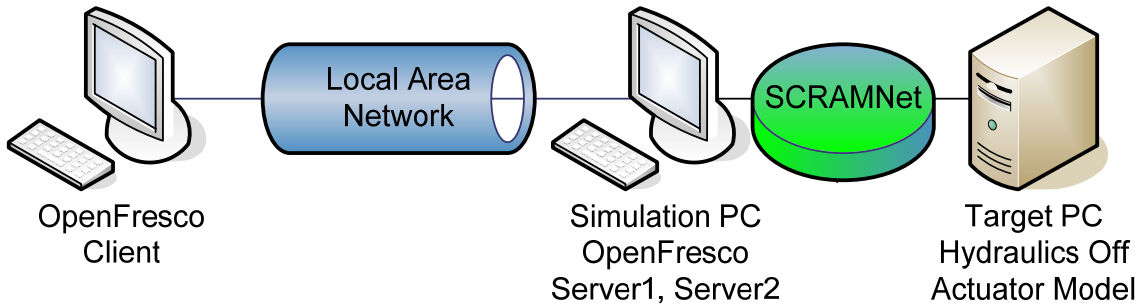 Local Area
Network
SCRAMNet
OpenFresco
Client
Simulation PC
OpenFresco
Server1, Server2
Target PC
Hydraulics Off
Actuator Model